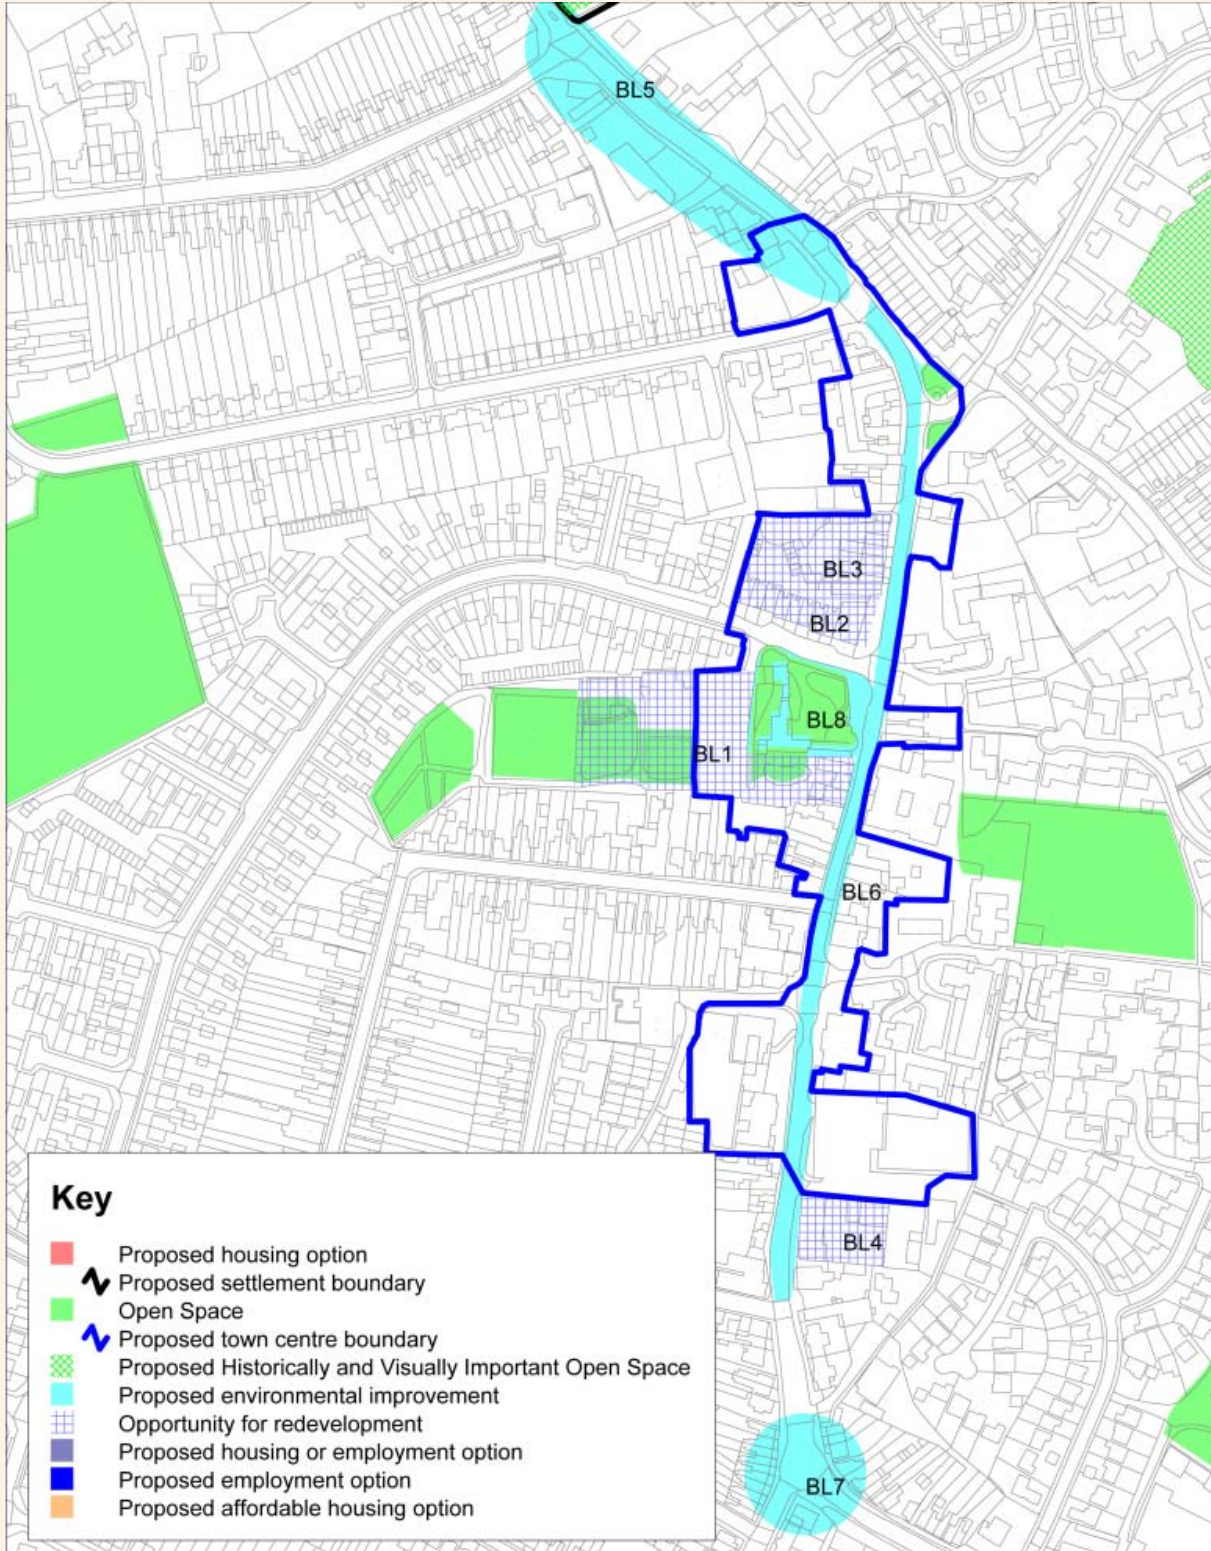 BL5
BL3
BL2
BL8
BL1
BL6
BL4
BL7
Key
Proposed housing option
Proposed settlement boundary
Open Space
Proposed town centre boundary
Proposed Historically and Visually Important Open Space
Proposed environmental improvement
Opportunity for redevelopment
Proposed housing or employment option
Proposed employment option
Proposed affordable housing option